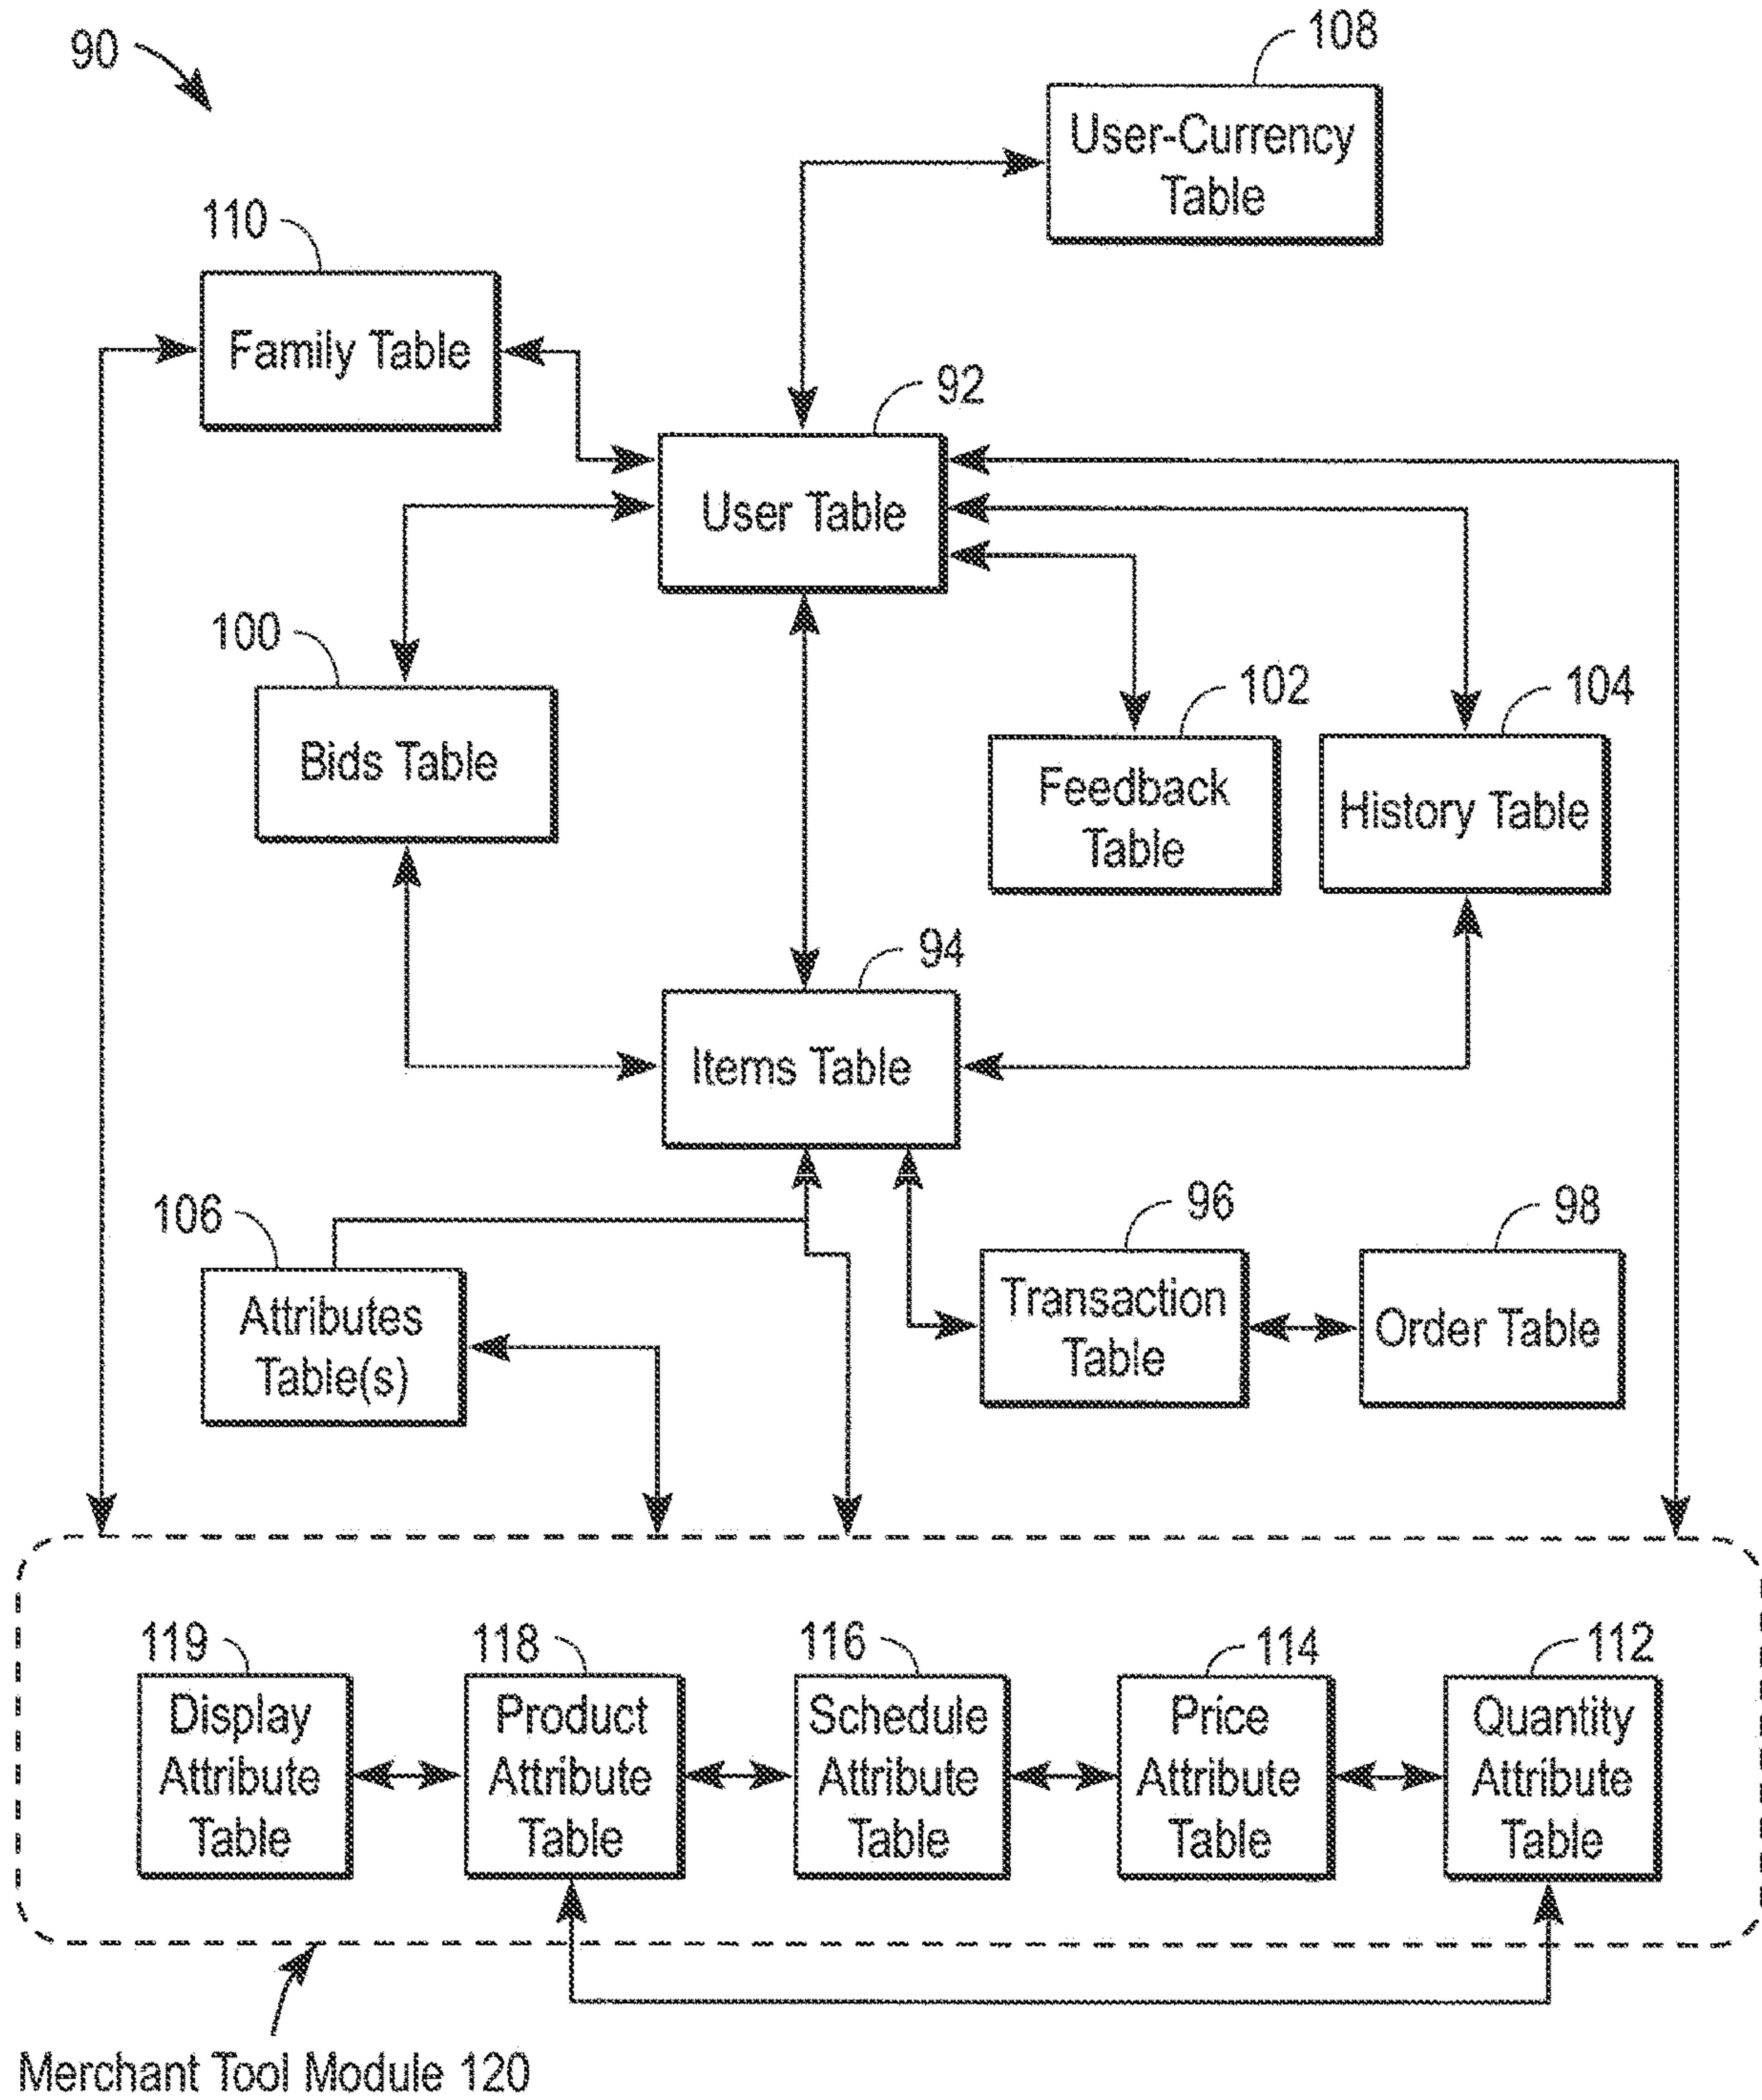 90
108
User-Currency
Table
110
Family Table
92
User Table
100
Bids Table
102
Feedback
Table
104
History Table
94
Items Table
106
Attributes
Table(s)
96
Transaction
Table
98
Order Table
119
Display
Attribute
Table
118
Product
Attribute
Table
116
Schedule
Attribute
Table
114
Price
Attribute
Table
112
Quantity
Attribute
Table
Merchant Tool Module 120